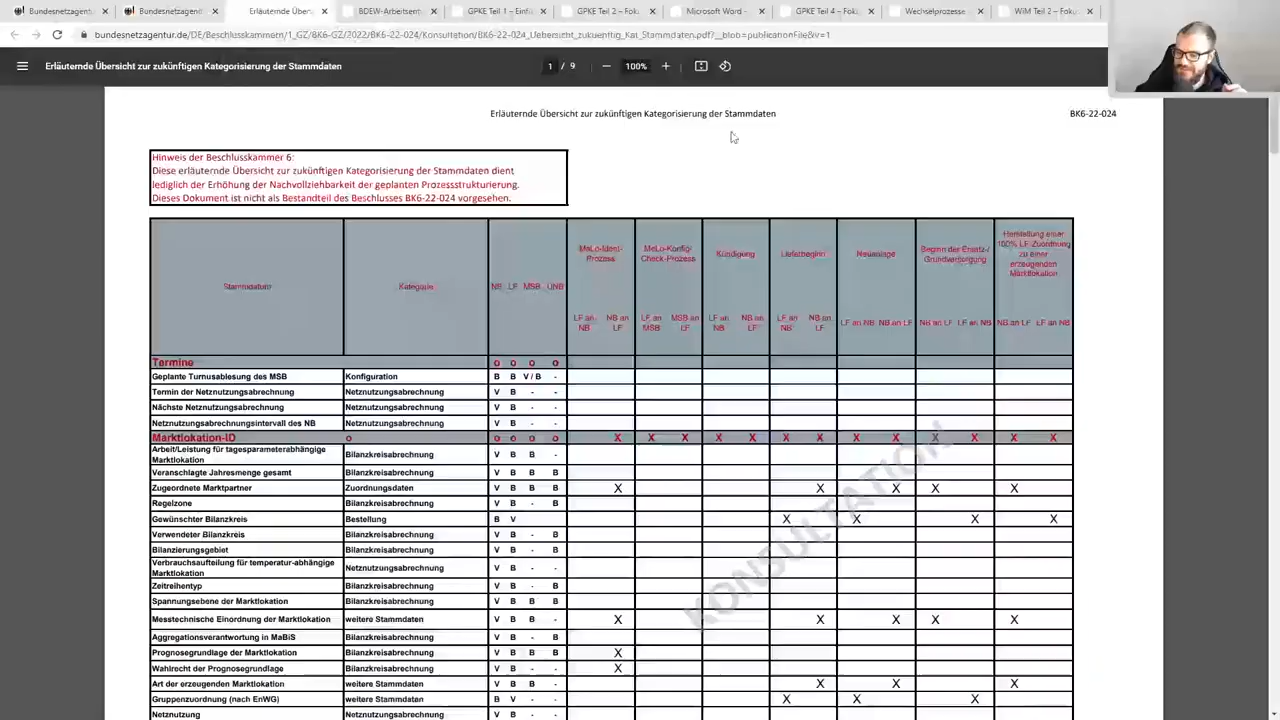 Bundesnetzagentur
Bundesnetzagentur
Erläuternde Über
BDEW-Arbeitsent
GPKE Teil 1 – Einfü
GPKE Teil 2 – Foku
Microsoft Word -
GPKE Teil 4 – Foku
Wechselprozesse
WiM Teil 2 – Foku
bundesnetzagentur.de/DE/Beschlusskammern/1_GZ/BK6-GZ/2022/BK6-22-024/Konsultation/BK6-22-024_Uebersicht_zukuenftig_Kat_Stammdaten.pdf?__blob=publicationFile&v=1
Erläuternde Übersicht zur zukünftigen Kategorisierung der Stammdaten
1 / 9
100%
Erläuternde Übersicht zur zukünftigen Kategorisierung der Stammdaten BK6-22-024
Hinweis der Beschlusskammer 6:
Diese erläuternde Übersicht zur zukünftigen Kategorisierung der Stammdaten dient
lediglich der Erhöhung der Nachvollziehbarkeit der geplanten Prozessstrukturierung.
Dieses Dokument ist nicht als Bestandteil des Beschlusses BK6-22-024 vorgesehen.
Stammdatum Kategorie NB LF MSB ÜNB
MaLo-Ident-
Prozess
MeLo-Konfig/
Check-Prozess
Kündigung
Lieferbeginn
Neuanlage
Beginn der Ersatz-/
Grundversorgung
Herstellung einer
100% LF-Zuordnung
zu einer
erzeugenden
Marktlokation
LF an NB NB an LF LF an MSB MSB an LF LF an NB NB an LF LF an NB NB an LF LF an NB NB an LF NB an LF LF an NB NB an LF LF an NB
Termine o o o o
Geplante Turnusablesung des MSB Konfiguration B B V / B -
Termin der Netznutzungsabrechnung Netznutzungsabrechnung V B - -
Nächste Netznutzungsabrechnung Netznutzungsabrechnung V B - -
Netznutzungsabrechnungsintervall des NB Netznutzungsabrechnung V B - -
Marktlokation-ID o o o o o X X X X X X X X X X X X X
Arbeit/Leistung für tagesparameterabhängige
Marktlokation Bilanzkreisabrechnung V B B -
Veranschlagte Jahresmenge gesamt Bilanzkreisabrechnung V B B B
Zugeordnete Marktpartner Zuordnungsdaten V B B B X X X X X
Regelzone Bilanzkreisabrechnung V B - B
Gewünschter Bilanzkreis Bestellung B V X X X X
Verwendeter Bilanzkreis Bilanzkreisabrechnung V B - B
Bilanzierungsgebiet Bilanzkreisabrechnung V B - B
Verbrauchsaufteilung für temperatur-abhängige
Marktlokation Netznutzungsabrechnung V B - -
Zeitreihentyp Bilanzkreisabrechnung V B - B
Spannungsebene der Marktlokation Bilanzkreisabrechnung V B B B
Messtechnische Einordnung der Marktlokation weitere Stammdaten V B B - X X X X X
Aggregationsverantwortung in MaBiS Bilanzkreisabrechnung V B - B
Prognosegrundlage der Marktlokation Bilanzkreisabrechnung V B B B X
Wahlrecht der Prognosegrundlage Bilanzkreisabrechnung V B - - X
Art der erzeugenden Marktlokation weitere Stammdaten V B B - X X X
Gruppenzuordnung (nach EnWG) weitere Stammdaten B V - - X X X
Netznutzung Netznutzungsabrechnung V B - -
KONSULTATION